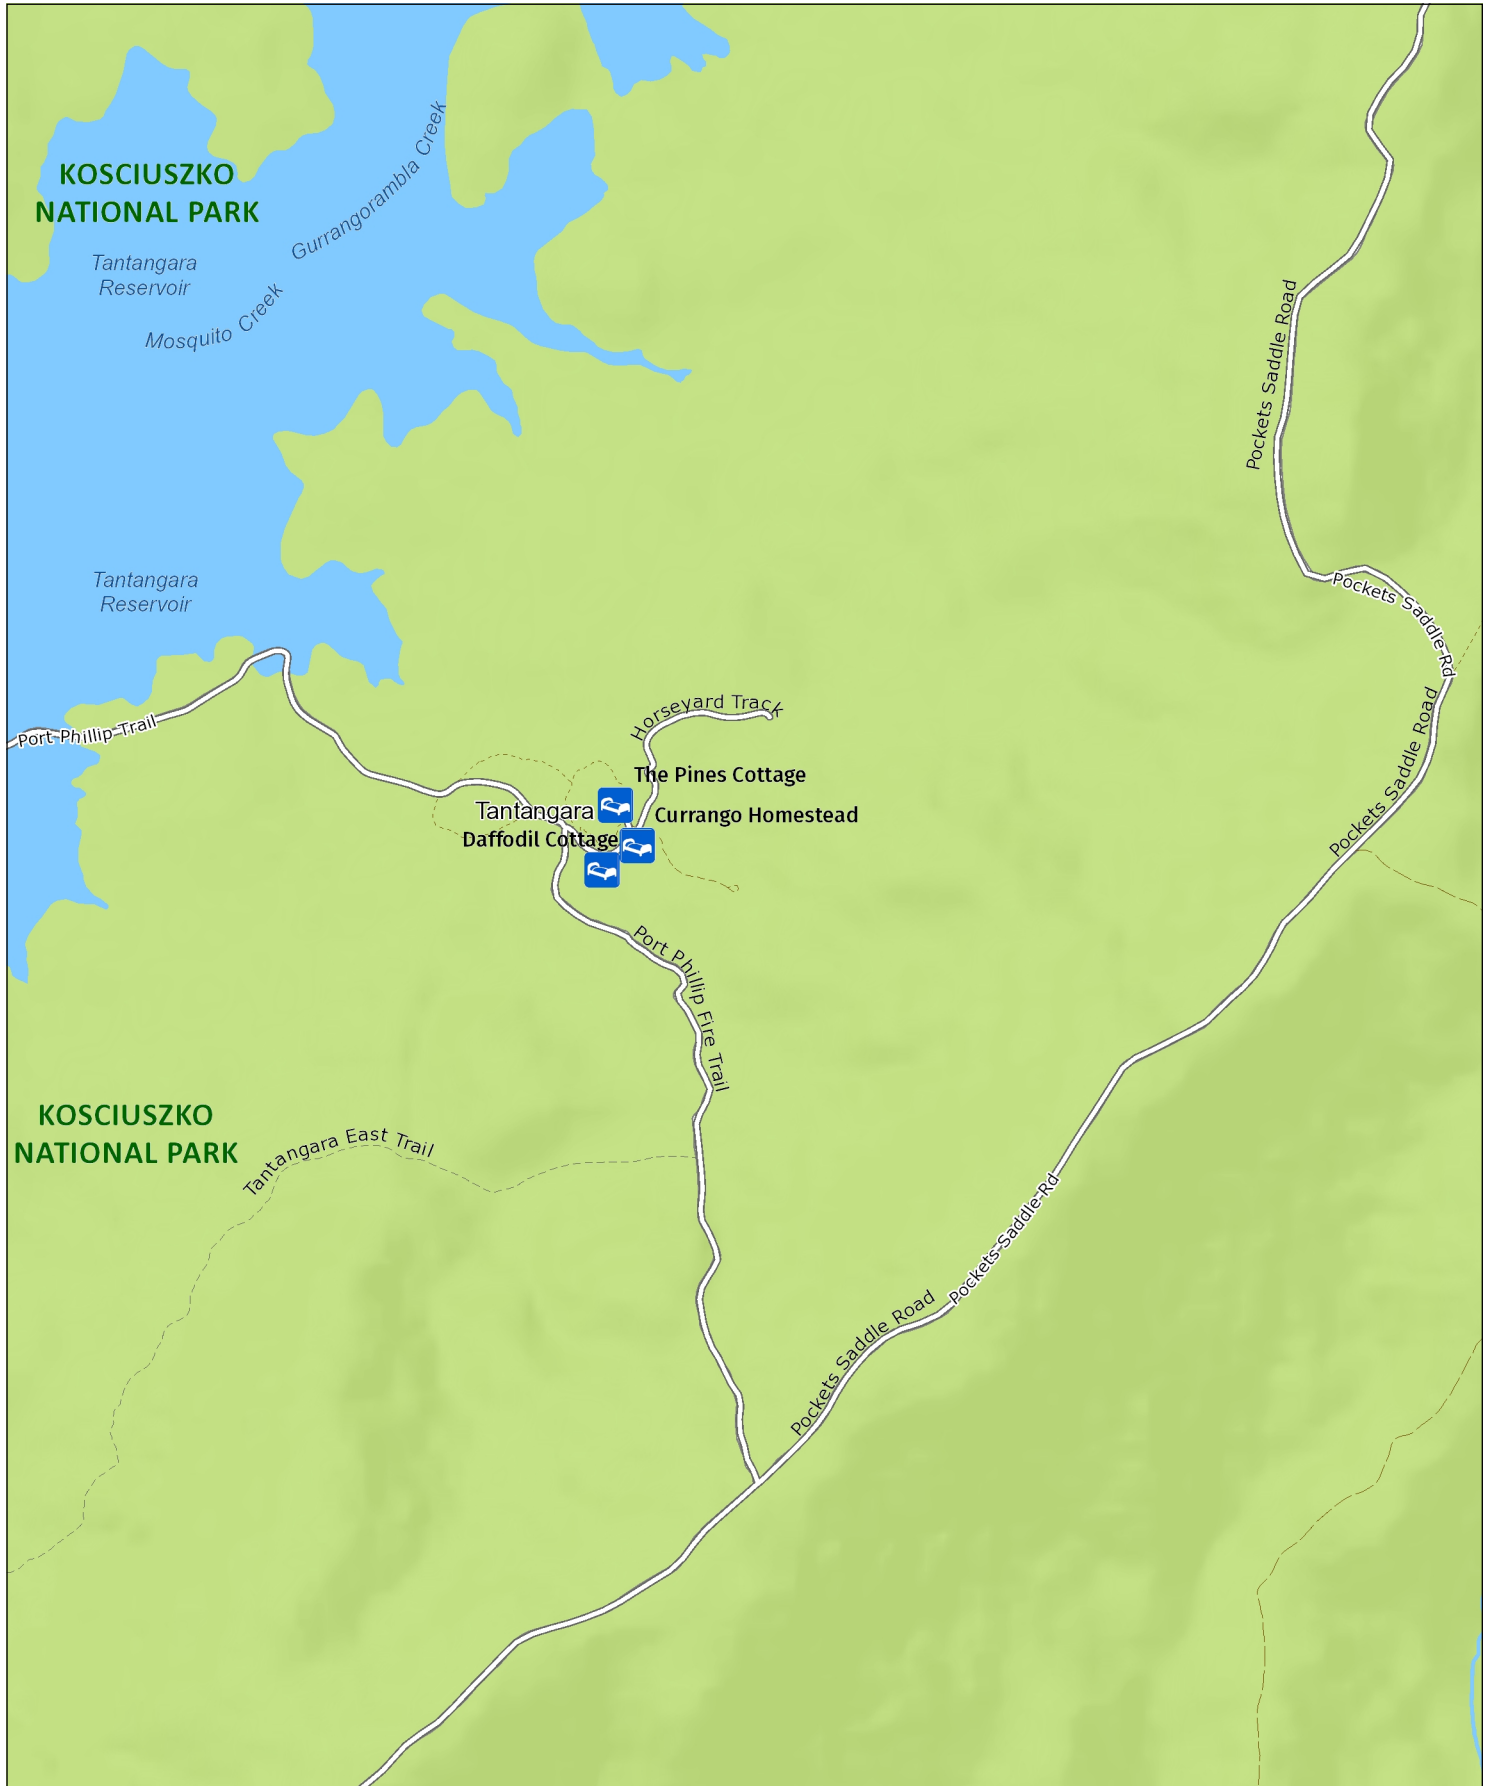 Gurrangorambla Creek
KOSCIUSZKO
NATIONAL PARK
Tantangara
Reservoir
Mosquito Creek
Pockets Saddle Road
Tantangara
Reservoir
Pockets Saddle Rd
Port Phillip Trail
Horseyard Track
Pockets Saddle Road
The Pines Cottage
Tantangara
Currango Homestead
Daffodil Cottage
Port Phillip Fire Trail
KOSCIUSZKO
NATIONAL PARK
Tantangara East Trail
Pockets Saddle Rd
Pockets Saddle Road